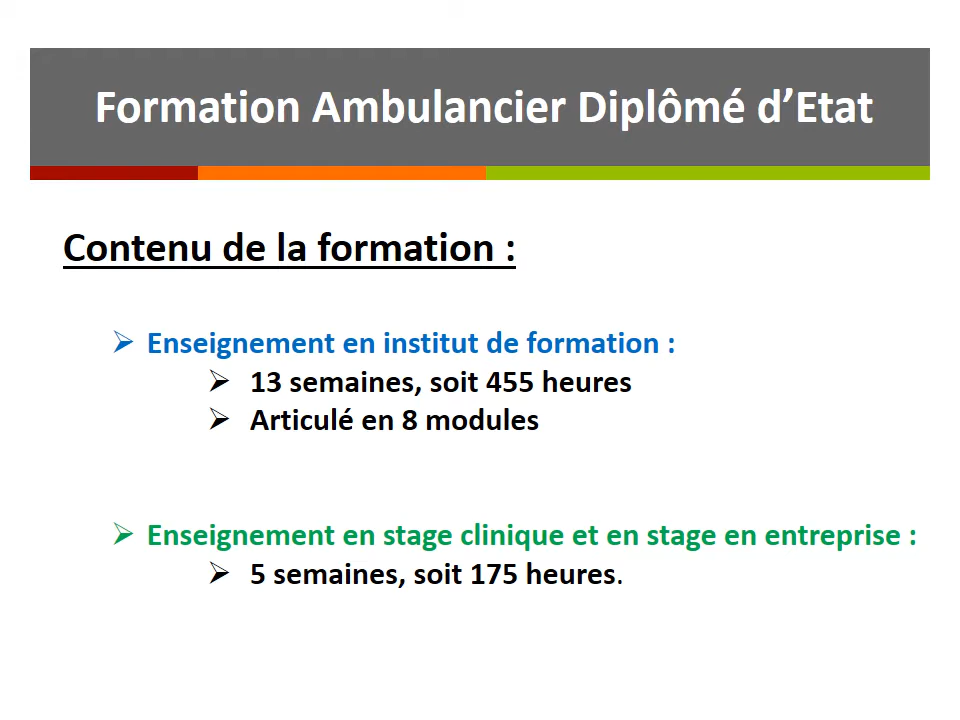 Formation Ambulancier Diplômé d’Etat
Contenu de la formation :
➢ Enseignement en institut de formation :
➢ 13 semaines, soit 455 heures
➢ Articulé en 8 modules
➢ Enseignement en stage clinique et en stage en entreprise :
➢ 5 semaines, soit 175 heures.